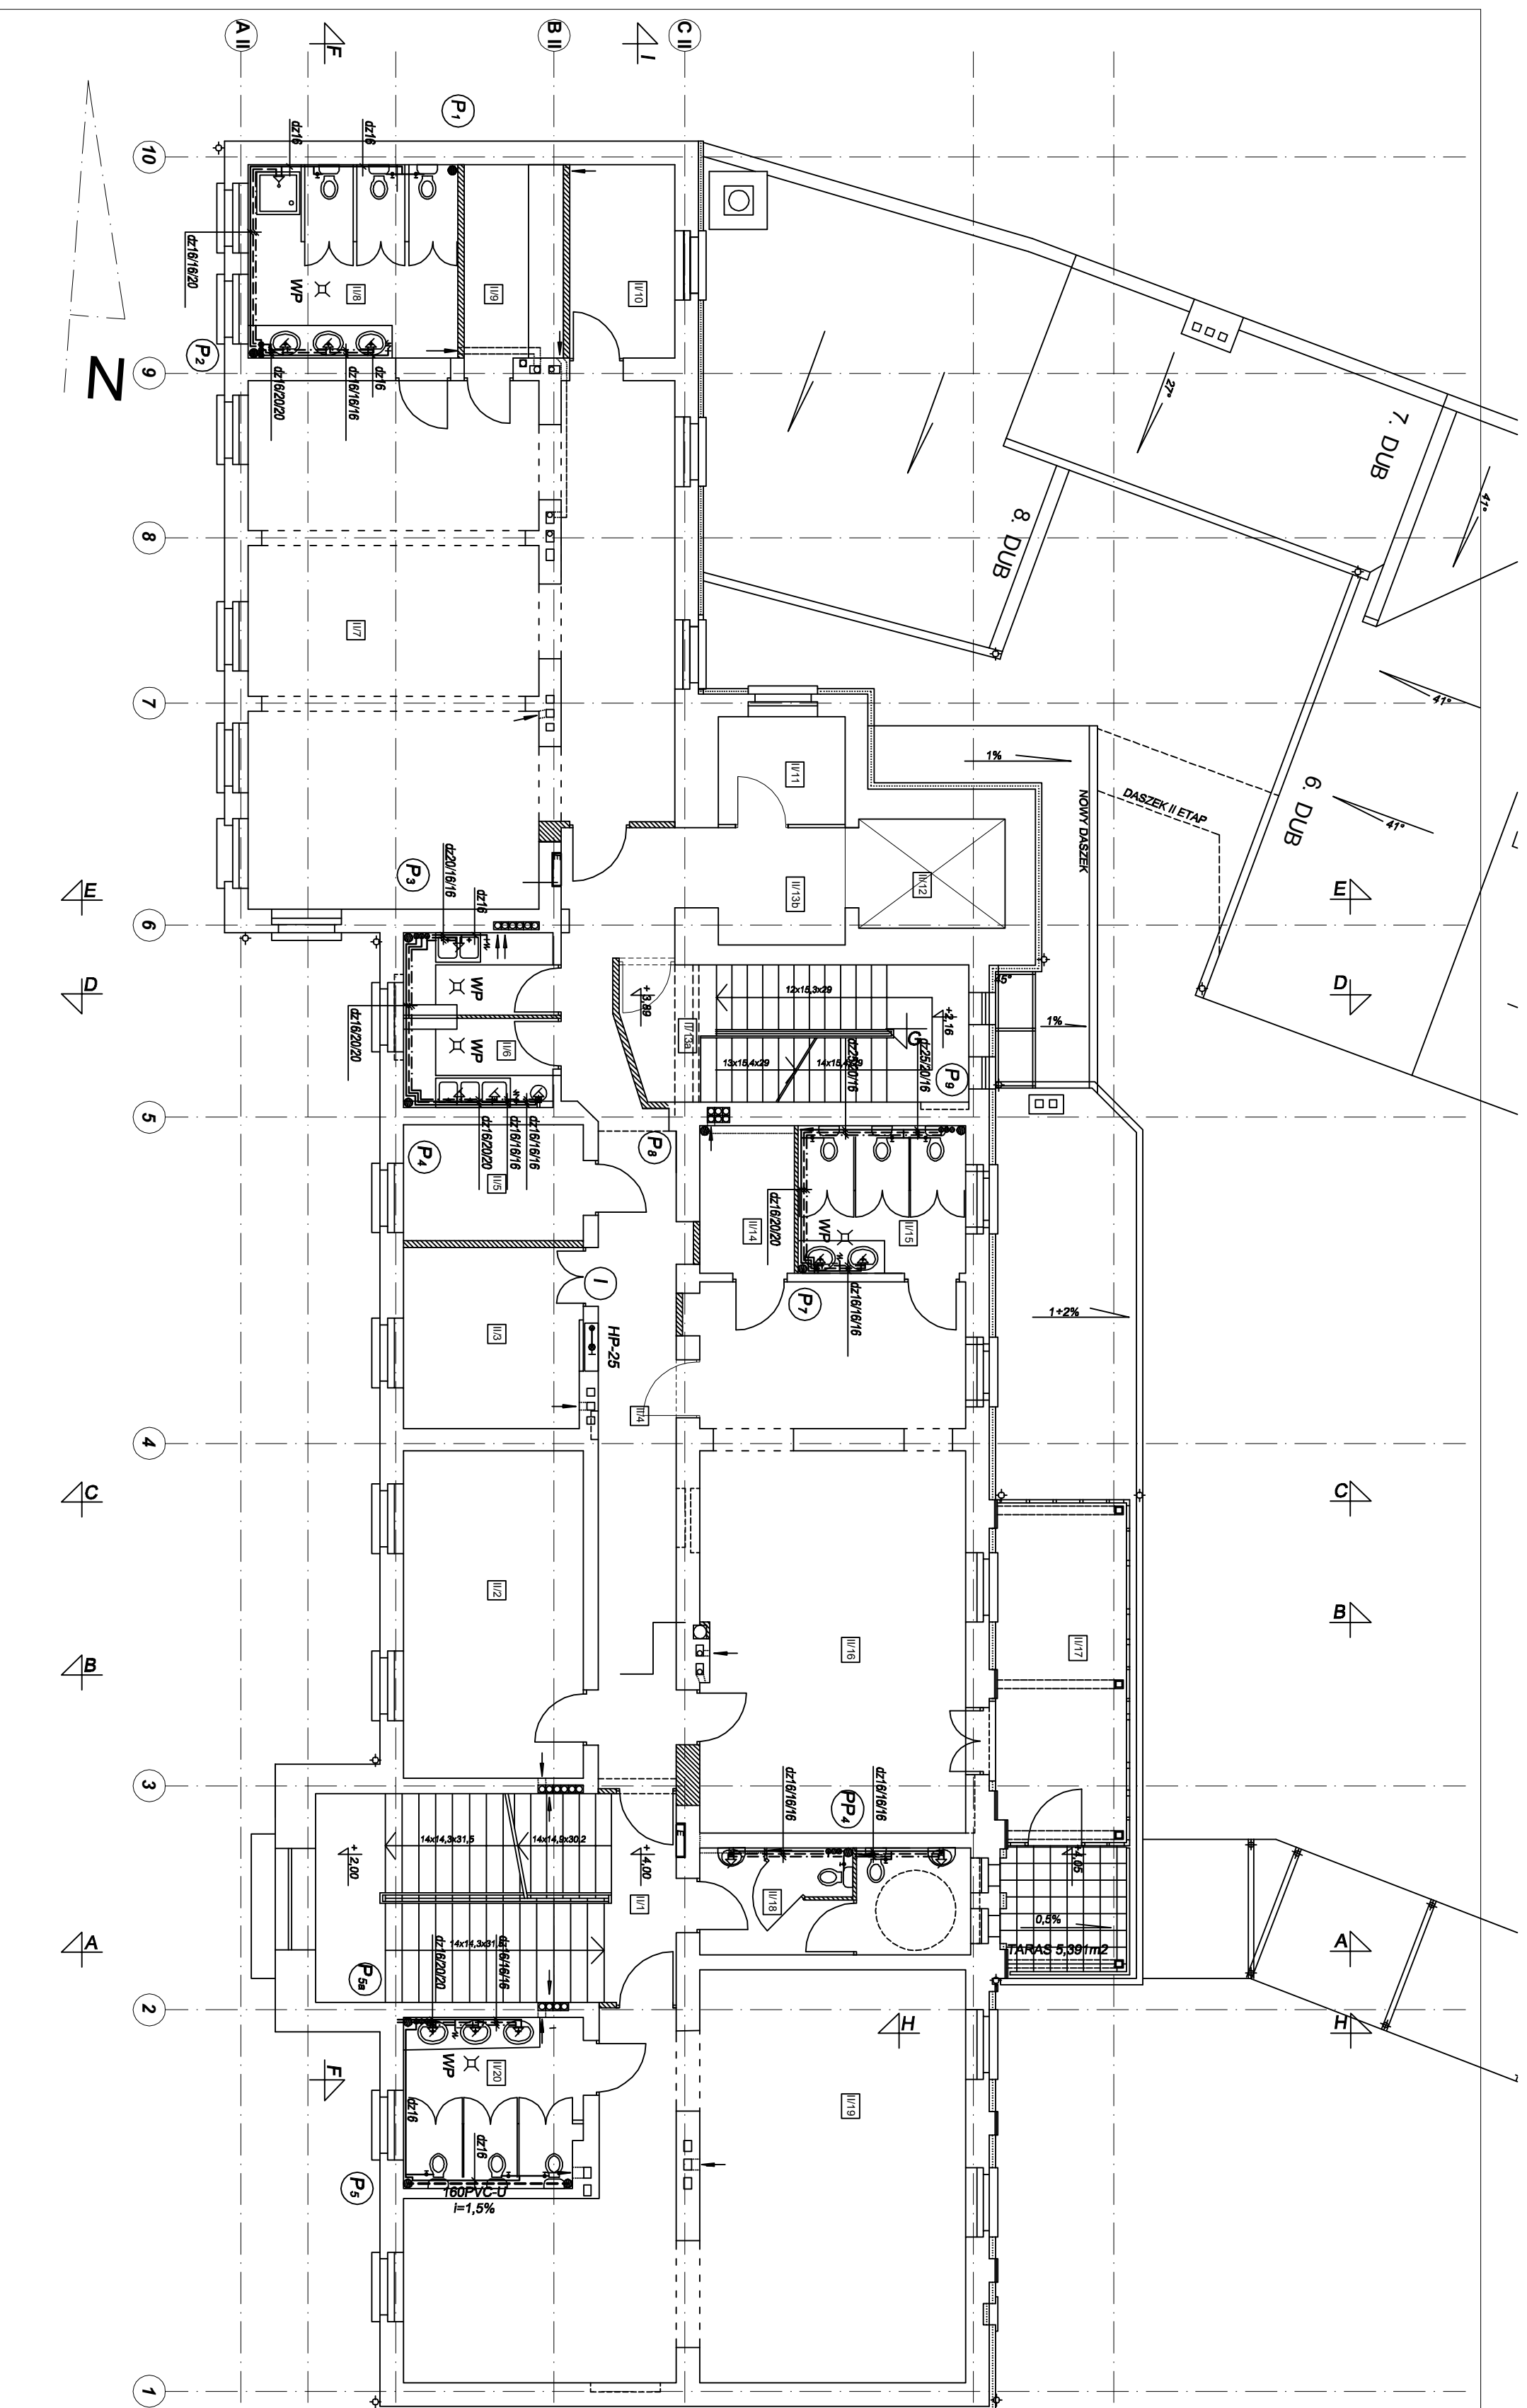 A II
F
B II
I
C II
P1
10
dz16
dz16
dz16/16/20
WP
II/8
II/9
II/10
P2
N
9
dz16/20/20
dz16/16/16
dz16
27°
7. DUB
41°
8
8. DUB
II/7
7
41°
II/11
1%
NOWY DASZEK
DASZEK II ETAP
6. DUB
41°
dz20/16/16
P3
dz16
E
II/13b
II/12
E
6
D
WP
dz16/20/20
WP
II/6
+3.89
II/13a
12x15,3x29
+2,16
45°
1%
D
G
13x15,4x29
14x15,4x29
dz25/20/16
dz25/20/16
P9
5
P4
dz16/20/20
dz16/16/16
dz16/16/16
II/5
P8
II/14
dz16/20/20
WP
II/15
I
P7
dz16/16/16
1+2%
II/3
HP-25
II/4
4
C
C
II/2
B
B
II/16
II/17
3
dz16/16/16
PP4
dz16/16/16
14x14,3x31,5
14x14,9x30,2
E
+2,00
+4,00
+4,05
II/1
II/18
0,5%
TARAS 5,391m2
A
14x14,3x31,5
A
P5a
dz16/20/20
dz16/16/16
2
H
H
F
WP
II/20
II/19
dz16
dz16
P5
160PVC-U
i=1,5%
1